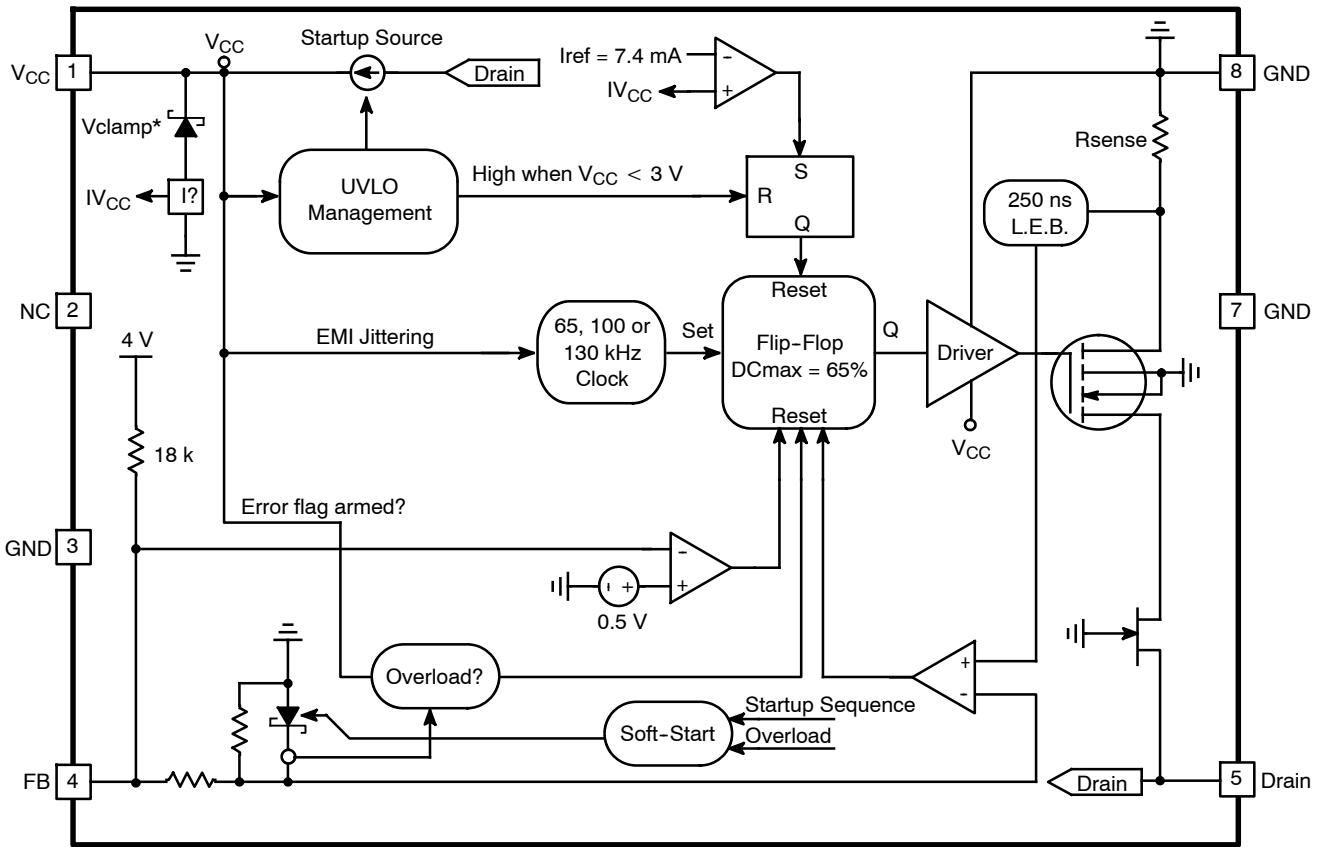 VCC
1
VCC
Startup Source
Drain
Iref = 7.4 mA
-
+
IVCC
8
GND
Vclamp*
Rsense
IVCC
I?
UVLO
Management
High when VCC < 3 V
S
R
Q
250 ns
L.E.B.
NC
2
7
GND
4 V
EMI Jittering
65, 100 or
130 kHz
Clock
Set
Reset
Flip-Flop
DCmax = 65%
Reset
Q
Driver
VCC
18 k
Error flag armed?
GND
3
-
+
- +
0.5 V
Overload?
+
-
Soft-Start
Startup Sequence
Overload
FB
4
Drain
5
Drain